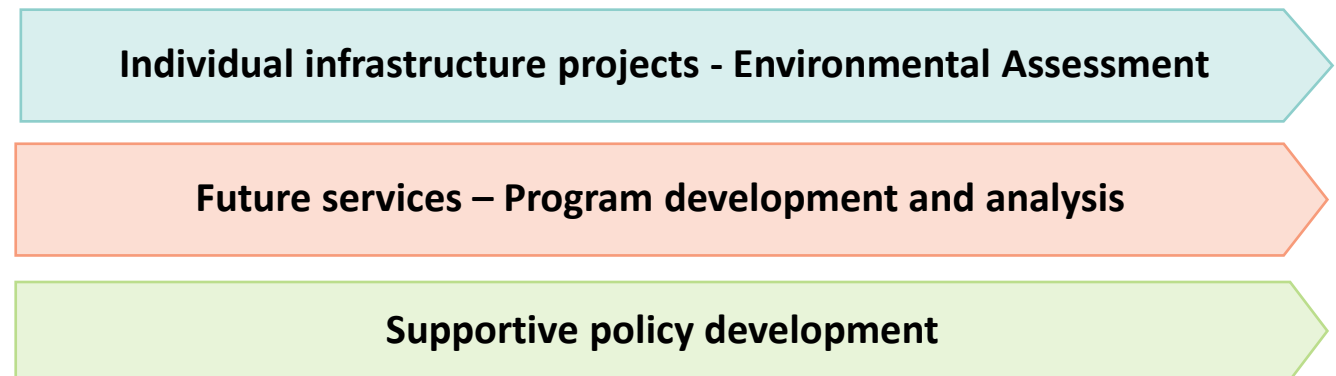 Individual infrastructure projects - Environmental Assessment
Future services – Program development and analysis
Supportive policy development